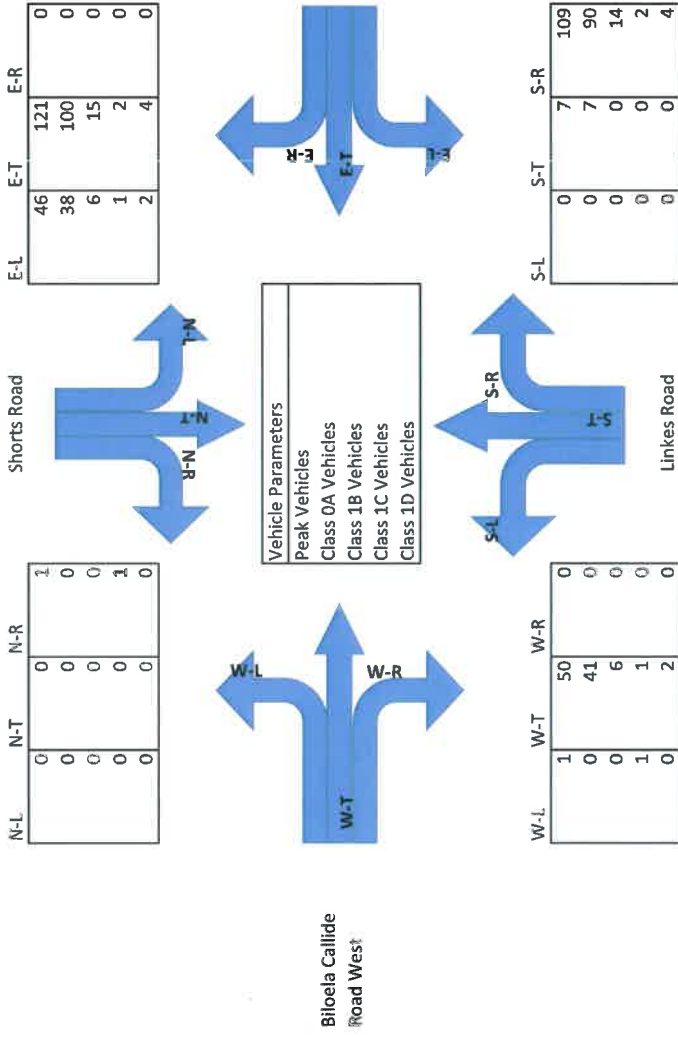 Shorts Road
N-L N-T N-R
0 0 1
0 0 0
0 0 0
0 0 1
0 0 0
E-L E-T E-R
46 121 0
38 100 0
6 15 0
1 2 0
2 4 0
N-R
N-T
N-L
Biloela Callide
Road West
W-L
W-T
W-R
Vehicle Parameters
Peak Vehicles
Class 0A Vehicles
Class 1B Vehicles
Class 1C Vehicles
Class 1D Vehicles
E-R
E-T
E-L
S-L
S-T
S-R
W-L W-T W-R
1 50 0
0 41 0
0 6 0
1 1 0
0 2 0
S-L S-T S-R
0 7 109
0 7 90
0 0 14
0 0 2
0 0 4
Linkes Road